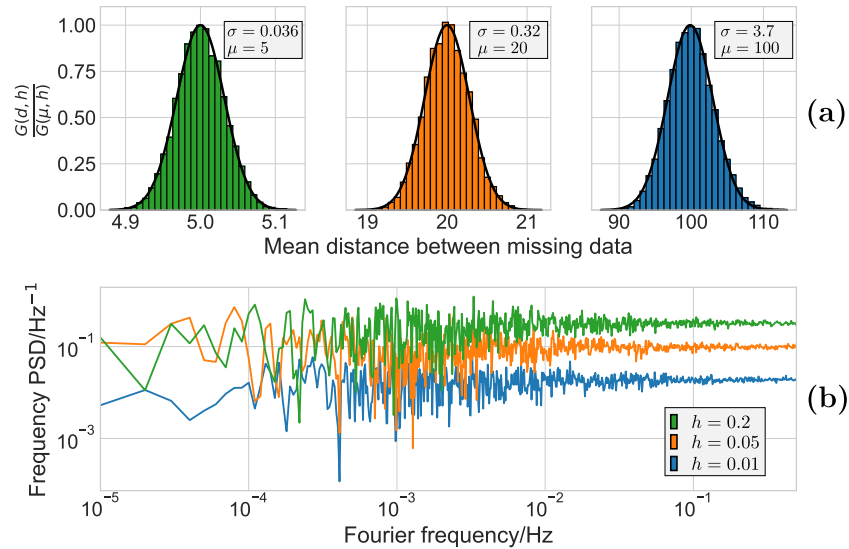 1.00
0.75
0.50
0.25
0.00
G(d, h)
G(μ, h)
σ = 0.036
μ = 5
σ = 0.32
μ = 20
σ = 3.7
μ = 100
(a)
4.9 5.0 5.1
19 20 21
90 100 110
Mean distance between missing data
Frequency PSD/Hz⁻¹
10⁻¹
10⁻³
h = 0.2
h = 0.05
h = 0.01
(b)
10⁻⁵ 10⁻⁴ 10⁻³ 10⁻² 10⁻¹
Fourier frequency/Hz